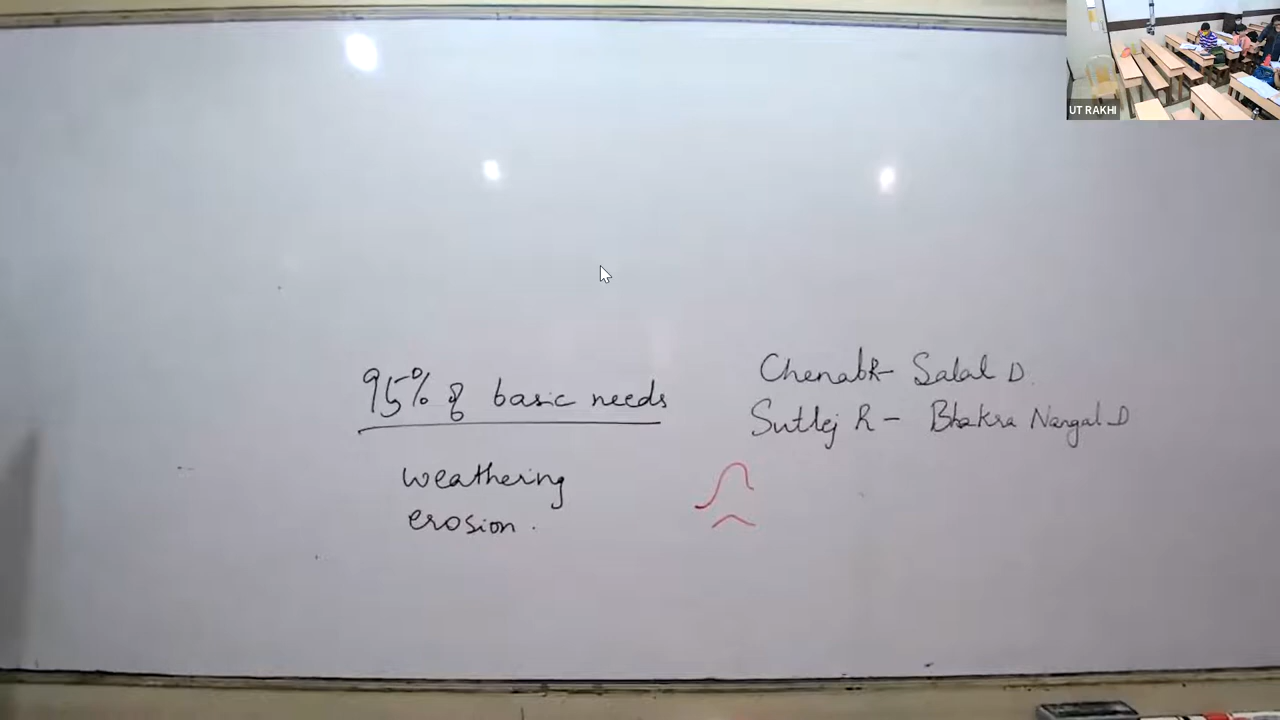 UT RAKHI
95% of basic needs
weathering
erosion.
Chenab R- Salal D.
Sutlej R - Bhakra Nangal D